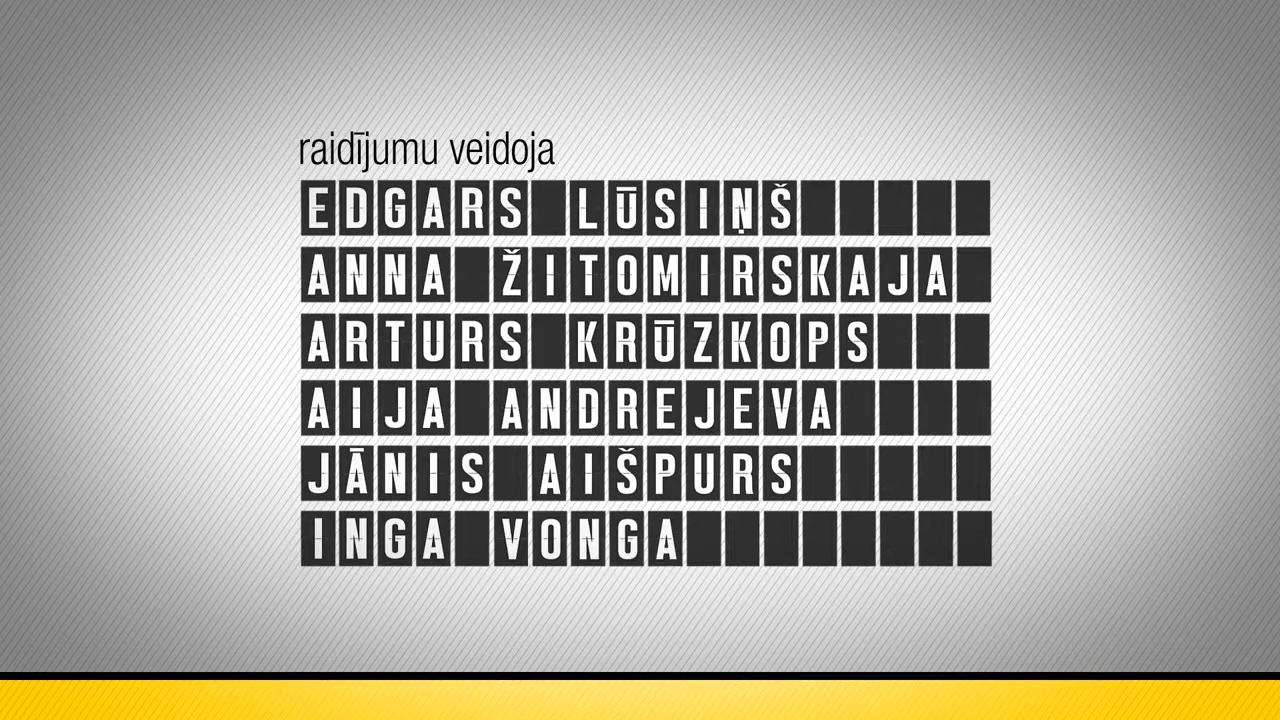 raidījumu veidoja
EDGARS LŪSIŅŠ
ANNA ŽITOMIRSKAJA
ARTURS KRŪZKOPS
AIJA ANDREJEVA
JĀNIS AIŠPURS
INGA VONGA